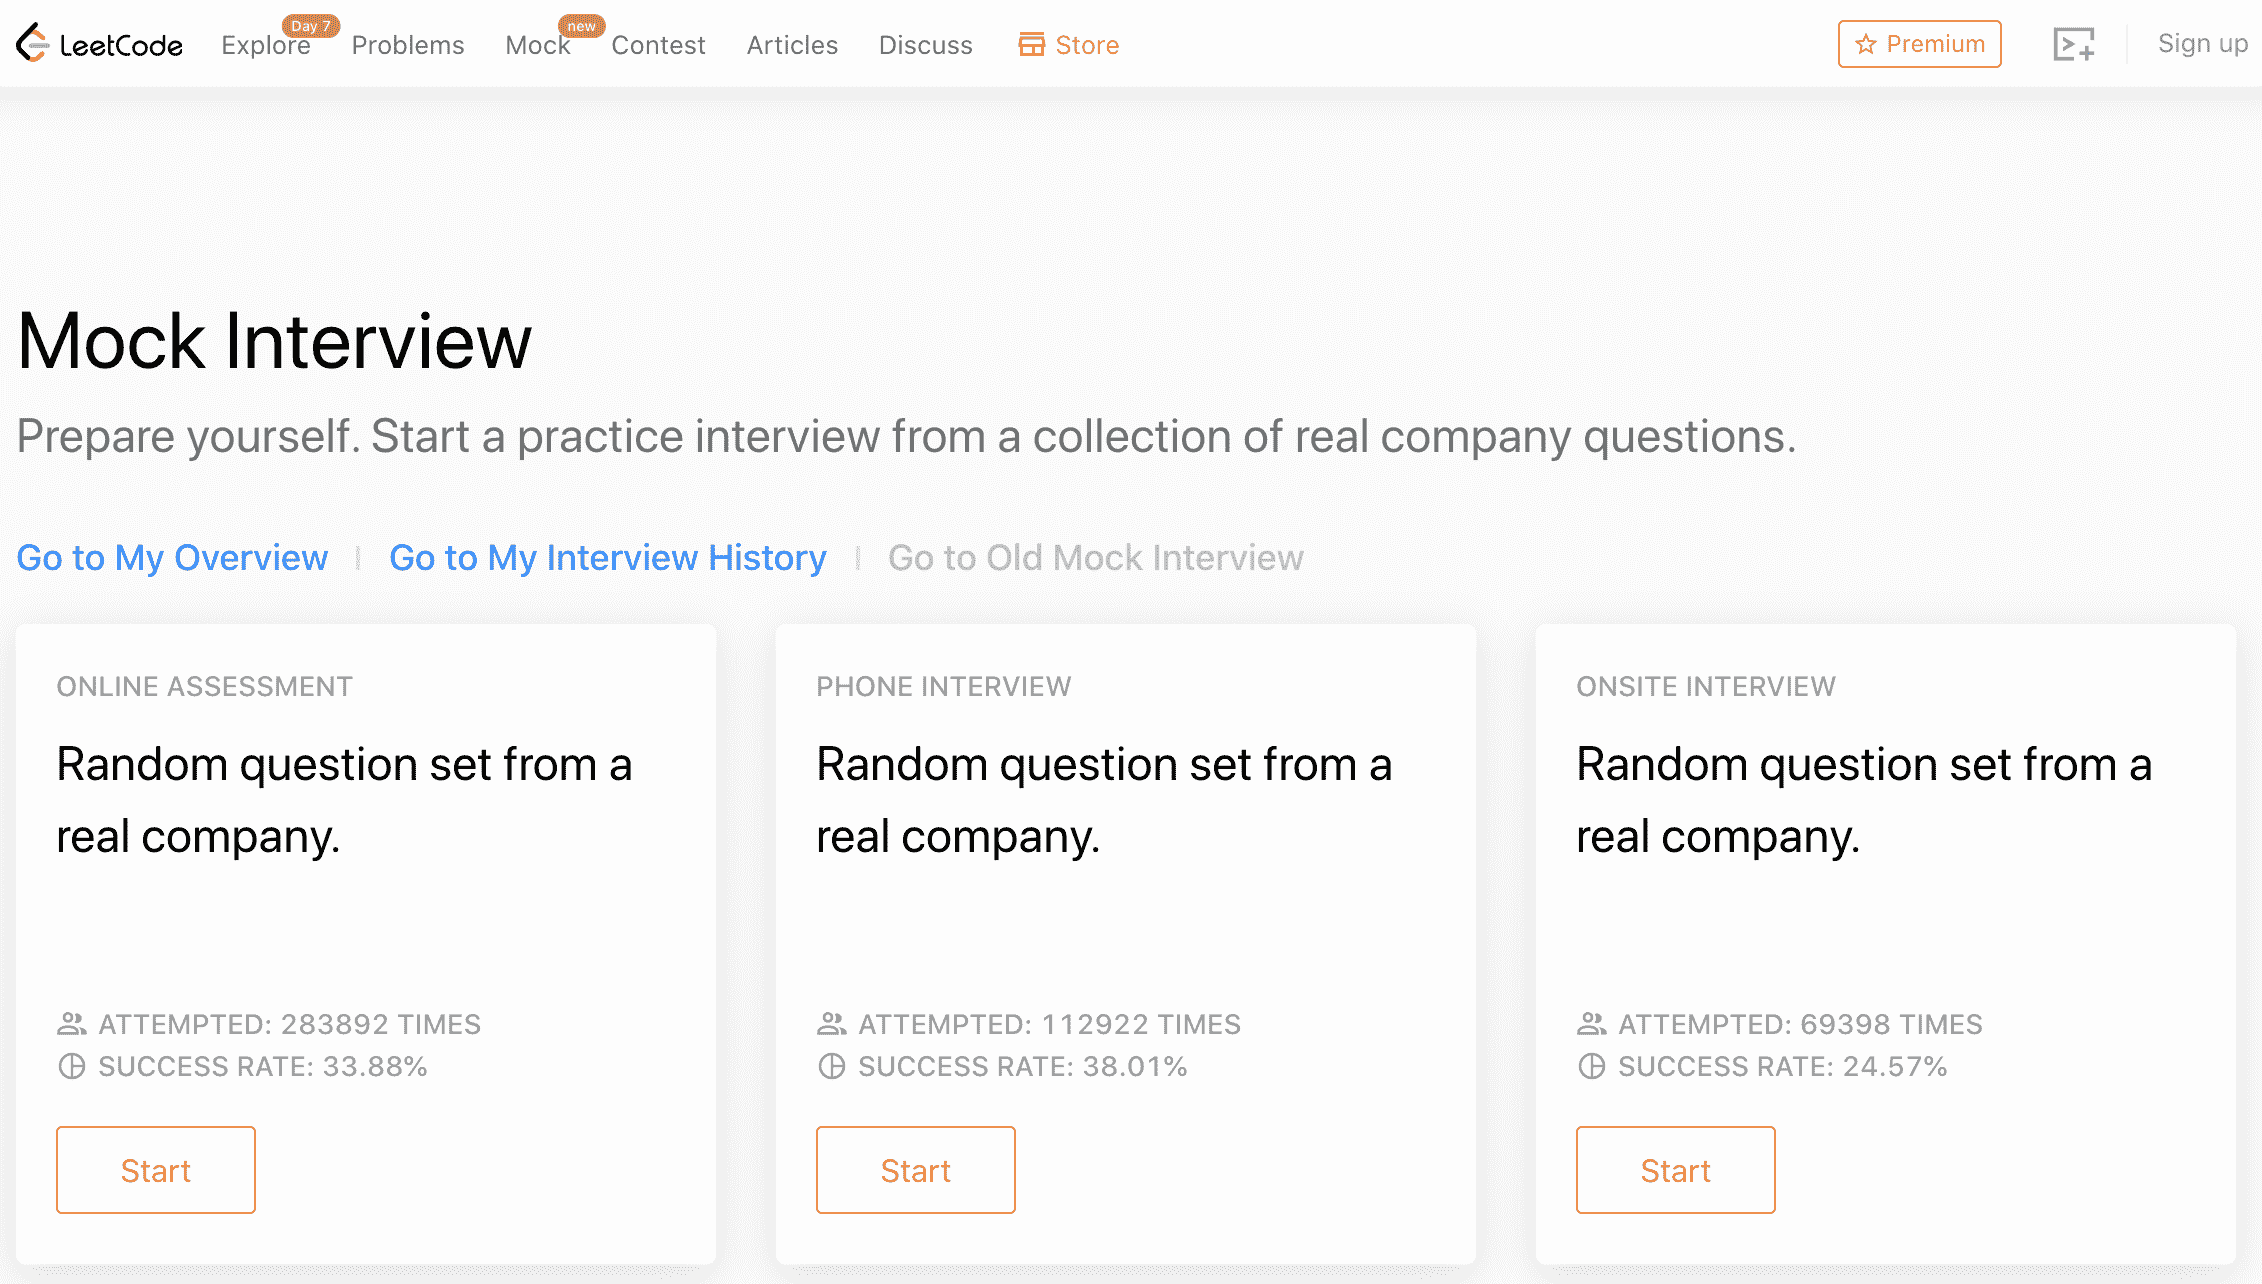 LeetCode Explore Day 7 Problems Mock new Contest Articles Discuss Store Premium Sign up
Mock Interview
Prepare yourself. Start a practice interview from a collection of real company questions.
Go to My Overview Go to My Interview History Go to Old Mock Interview
ONLINE ASSESSMENT
Random question set from a
real company.
ATTEMPTED: 283892 TIMES
SUCCESS RATE: 33.88%
Start
PHONE INTERVIEW
Random question set from a
real company.
ATTEMPTED: 112922 TIMES
SUCCESS RATE: 38.01%
Start
ONSITE INTERVIEW
Random question set from a
real company.
ATTEMPTED: 69398 TIMES
SUCCESS RATE: 24.57%
Start